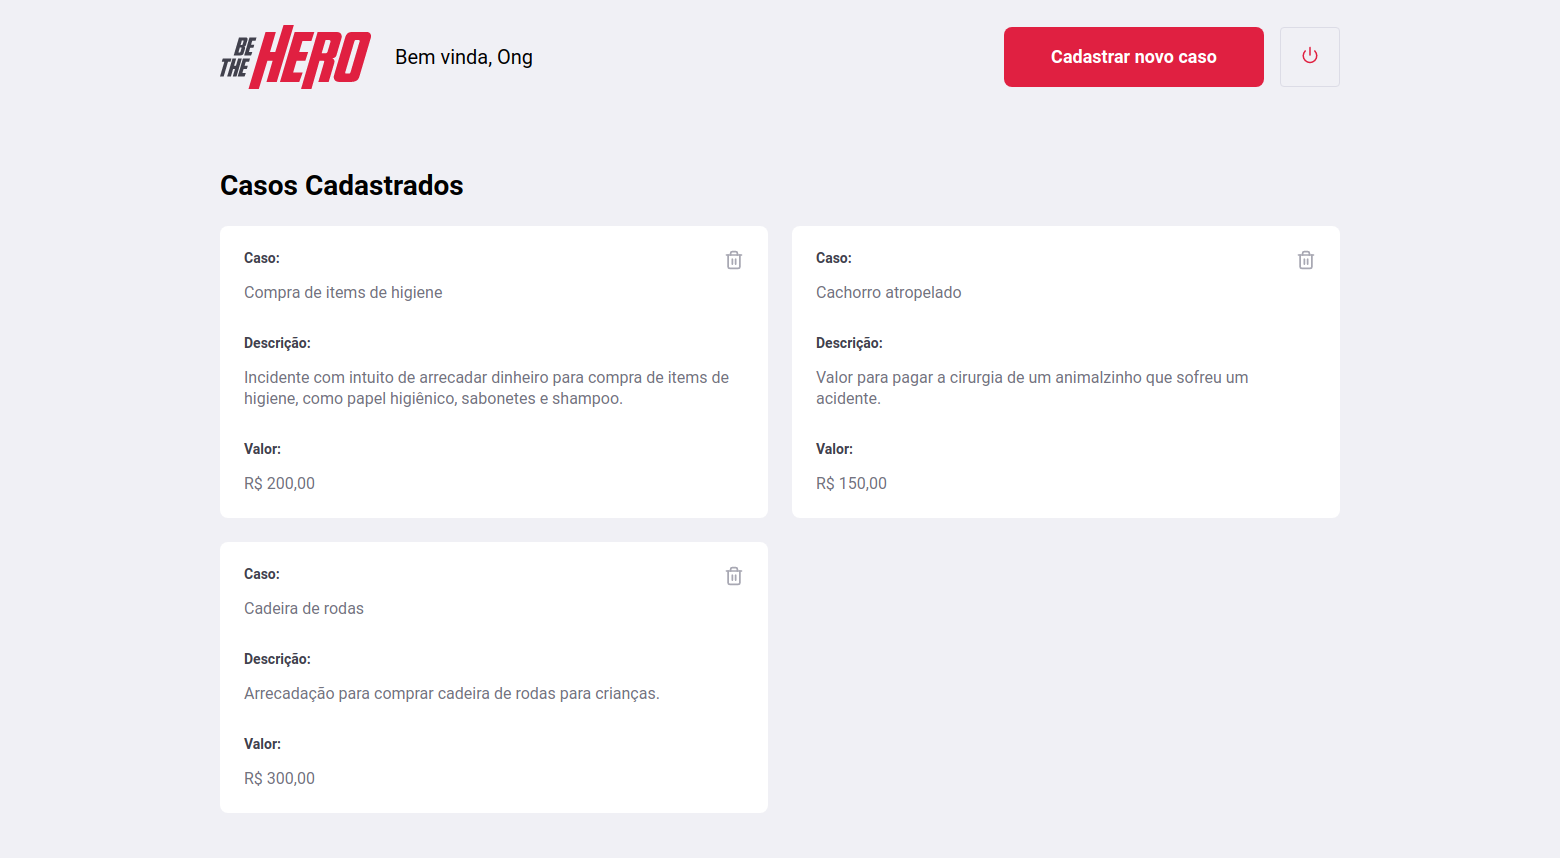 BE
THE
HERO
Bem vinda, Ong
Cadastrar novo caso
Casos Cadastrados
Caso:
Compra de items de higiene
Descrição:
Incidente com intuito de arrecadar dinheiro para compra de items de
higiene, como papel higiênico, sabonetes e shampoo.
Valor:
R$ 200,00
Caso:
Cachorro atropelado
Descrição:
Valor para pagar a cirurgia de um animalzinho que sofreu um
acidente.
Valor:
R$ 150,00
Caso:
Cadeira de rodas
Descrição:
Arrecadação para comprar cadeira de rodas para crianças.
Valor:
R$ 300,00